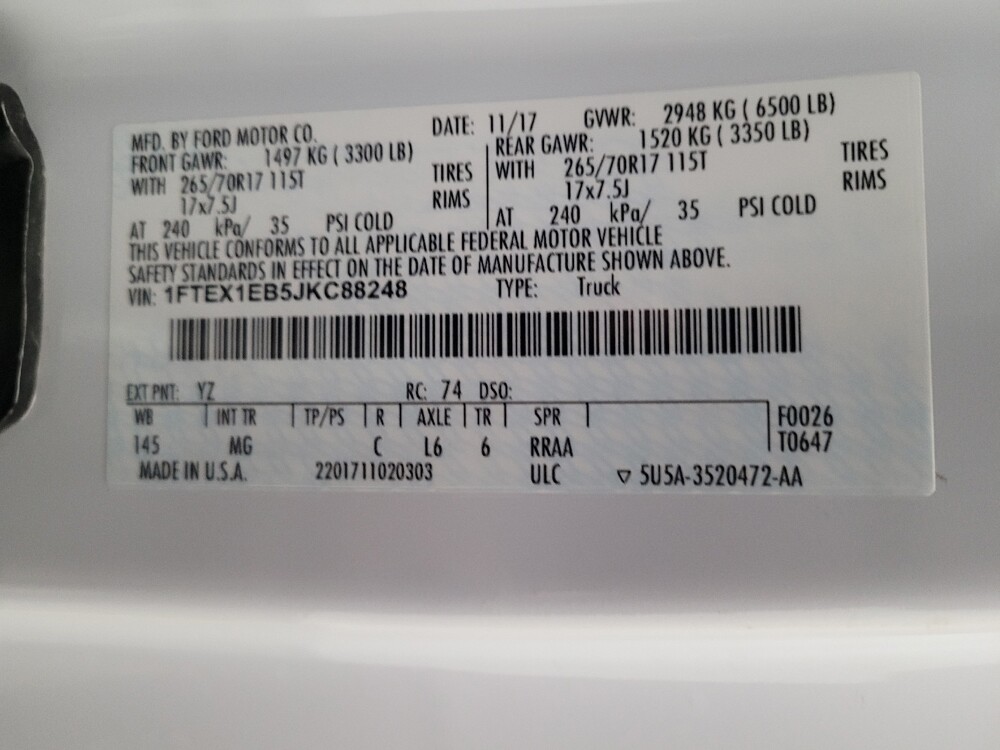 MFD. BY FORD MOTOR CO. DATE: 11/17 GVWR: 2948 KG ( 6500 LB)
FRONT GAWR: 1497 KG ( 3300 LB) REAR GAWR: 1520 KG ( 3350 LB)
WITH 265/70R17 115T TIRES WITH 265/70R17 115T TIRES
17x7.5J RIMS 17x7.5J RIMS
AT 240 kPa/ 35 PSI COLD AT 240 kPa/ 35 PSI COLD
THIS VEHICLE CONFORMS TO ALL APPLICABLE FEDERAL MOTOR VEHICLE
SAFETY STANDARDS IN EFFECT ON THE DATE OF MANUFACTURE SHOWN ABOVE.
VIN: 1FTEX1EB5JKC88248 TYPE: Truck
EXT PNT: YZ RC: 74 DSO:
WB INT TR TP/PS R AXLE TR SPR F0026
145 MG C L6 6 RRAA T0647
MADE IN U.S.A. 2201711020303 ULC ▽ 5U5A-3520472-AA